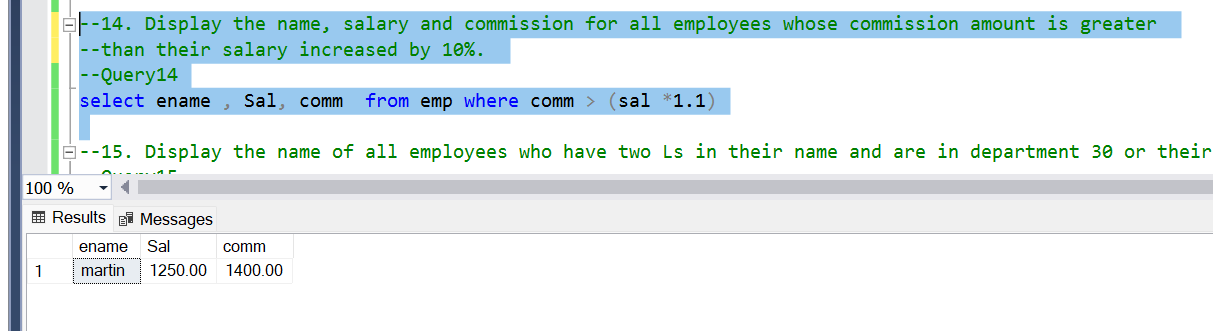 --14. Display the name, salary and commission for all employees whose commission amount is greater
--than their salary increased by 10%.
--Query14
select ename , Sal, comm  from emp where comm > (sal *1.1)
--15. Display the name of all employees who have two Ls in their name and are in department 30 or their
100 %
Results Messages
ename Sal comm
1 martin 1250.00 1400.00